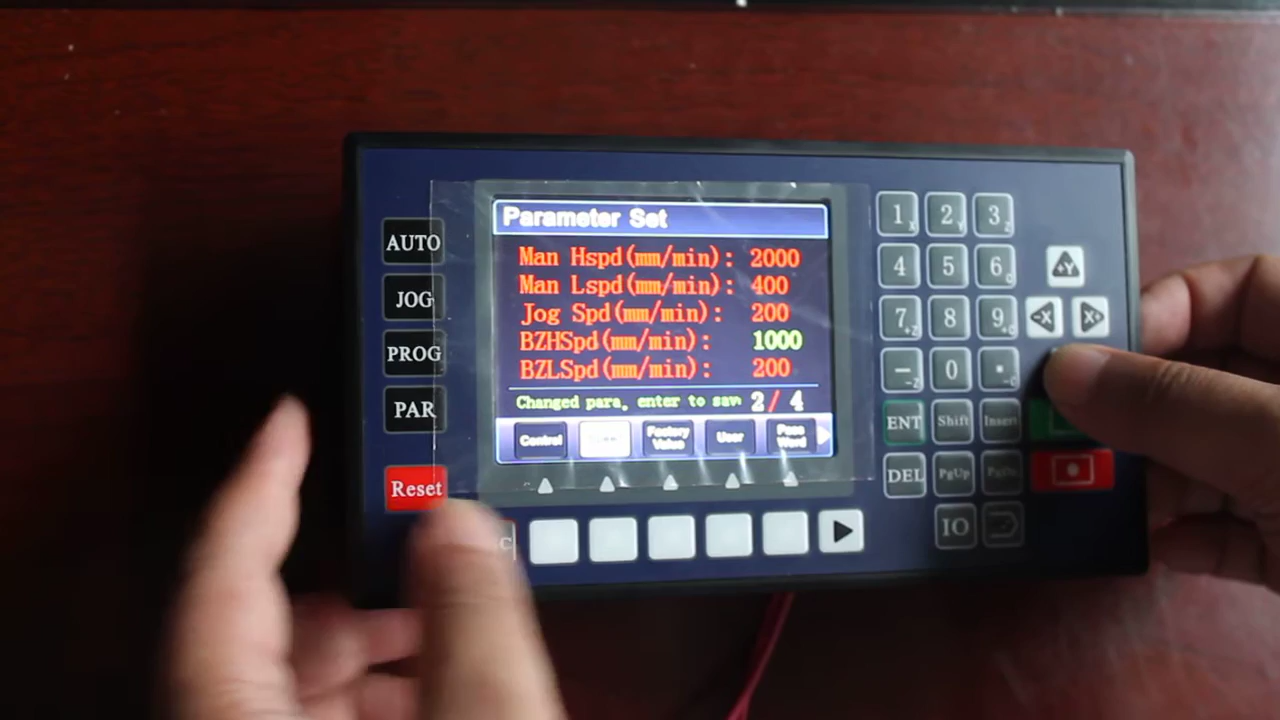 Parameter Set
Man Hspd(mm/min): 2000
Man Lspd(mm/min): 400
Jog Spd(mm/min): 200
BZHSpd(mm/min): 1000
BZLSpd(mm/min): 200
Changed para, enter to sav 2/ 4
Control
Factory Value
User
Pass Word
AUTO
JOG
PROG
PAR
Reset
C
1 X 2 Y 3 Z
4 5 6 C
7 +Z 8 9 +C
- -Z 0 . -C
ENT Shift Insert
DEL PgUp PgDn
IO
+Y
-X X+